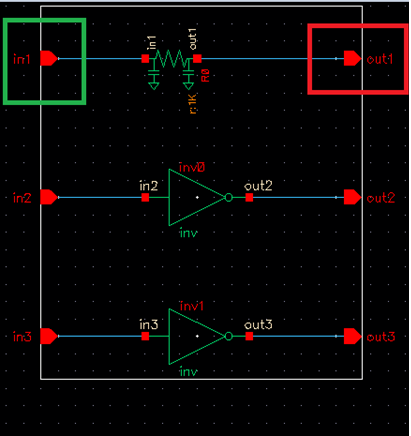 in1
in1
out1
out1
R0
r:1K
inv0
in2
in2
out2
out2
inv
inv1
in3
in3
out3
out3
inv